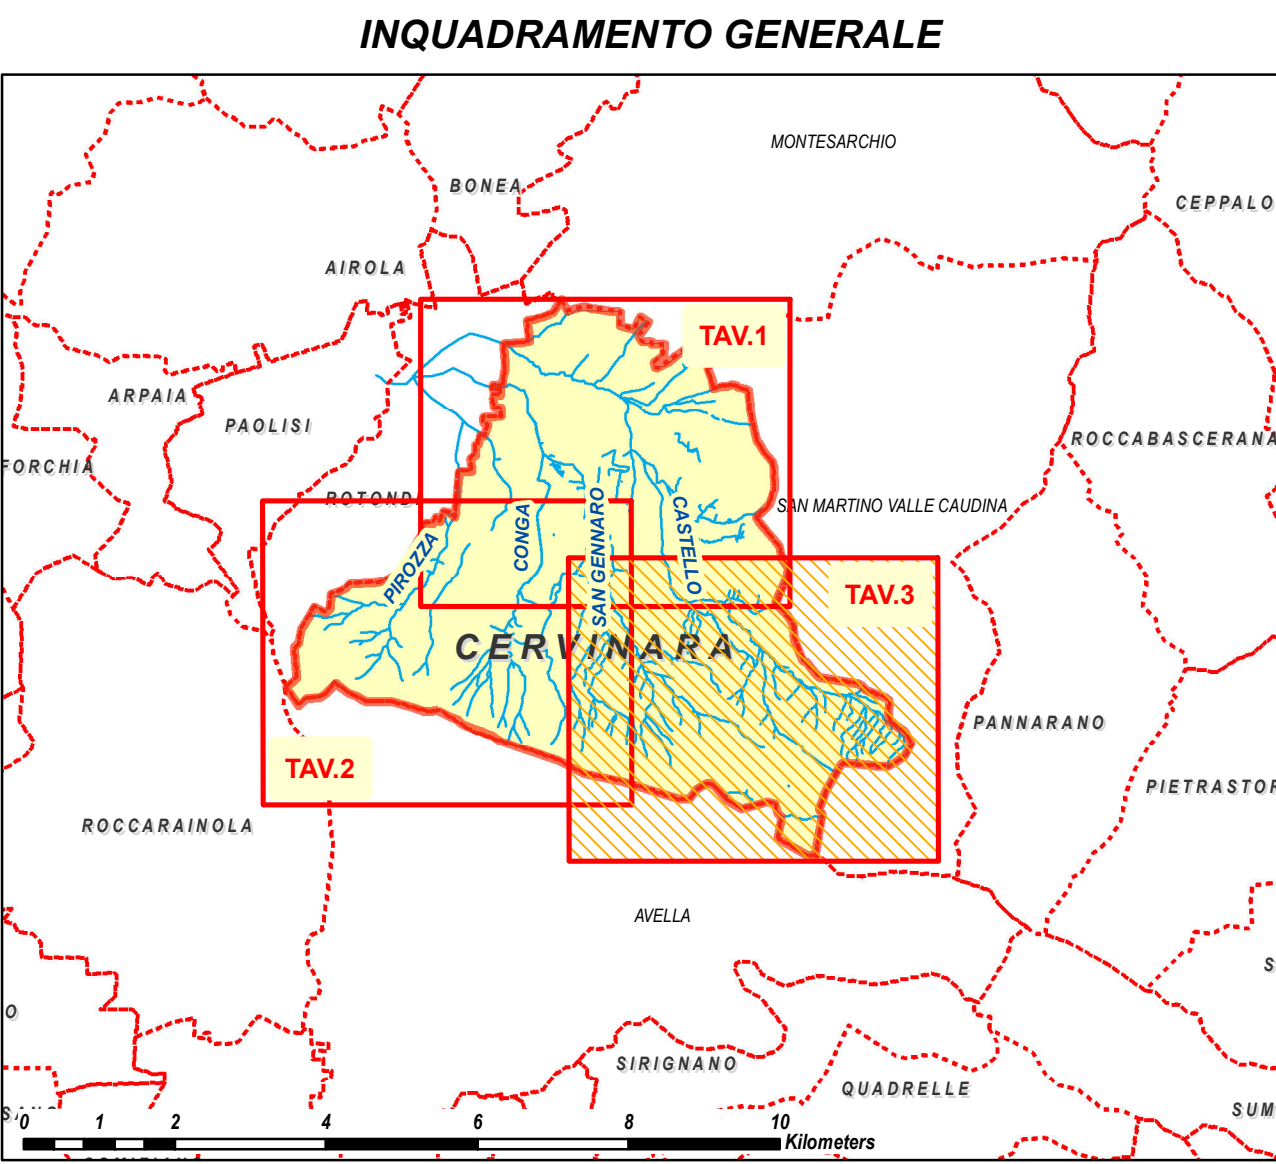 INQUADRAMENTO GENERALE
MONTESARCHIO
BONEA
CEPPALO
AIROLA
TAV.1
ARPAIA
PAOLISI
FORCHIA
ROCCABASCERANA
ROTOND
SAN MARTINO VALLE CAUDINA
PIROZZA
CONGA
SAN GENNARO
CASTELLO
TAV.3
CERVINARA
PANNARANO
TAV.2
PIETRASTOR
ROCCARAINOLA
AVELLA
S
O
SIRIGNANO
QUADRELLE
SUM
0 1 2 4 6 8 10
Kilometers